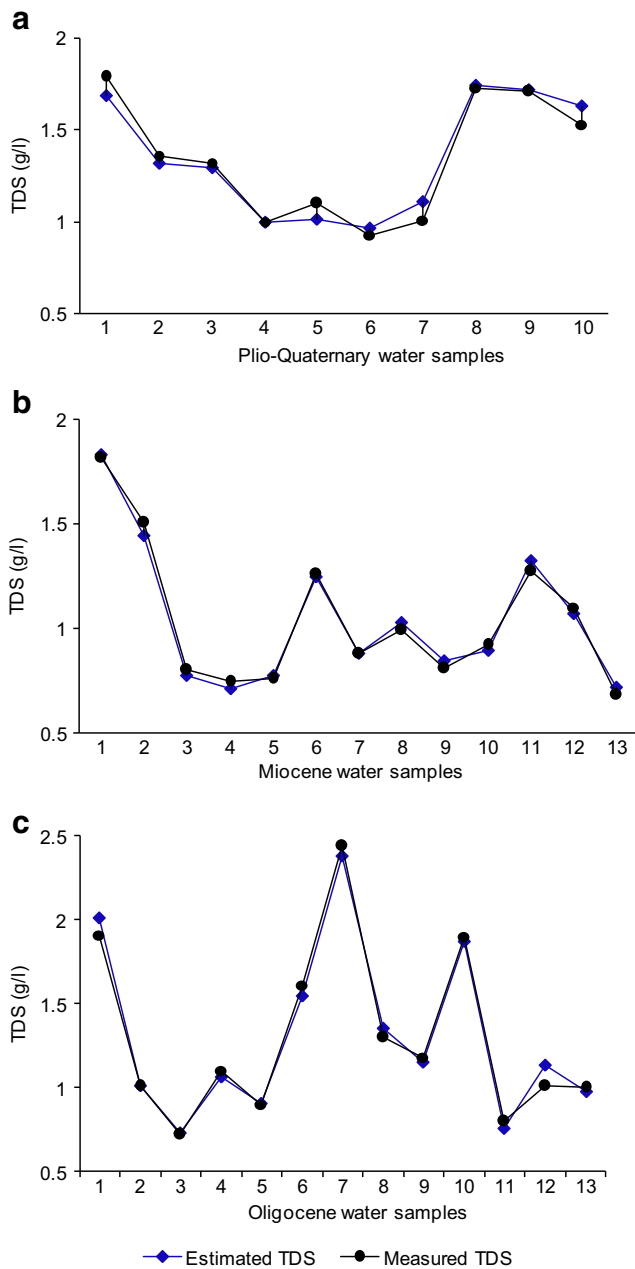 a
2
1.5
1
0.5
TDS (g/l)
1 2 3 4 5 6 7 8 9 10
Plio-Quaternary water samples
b
2
1.5
1
0.5
TDS (g/l)
1 2 3 4 5 6 7 8 9 10 11 12 13
Miocene water samples
c
2.5
2
1.5
1
0.5
TDS (g/l)
1 2 3 4 5 6 7 8 9 10 11 12 13
Oligocene water samples
Estimated TDS Measured TDS